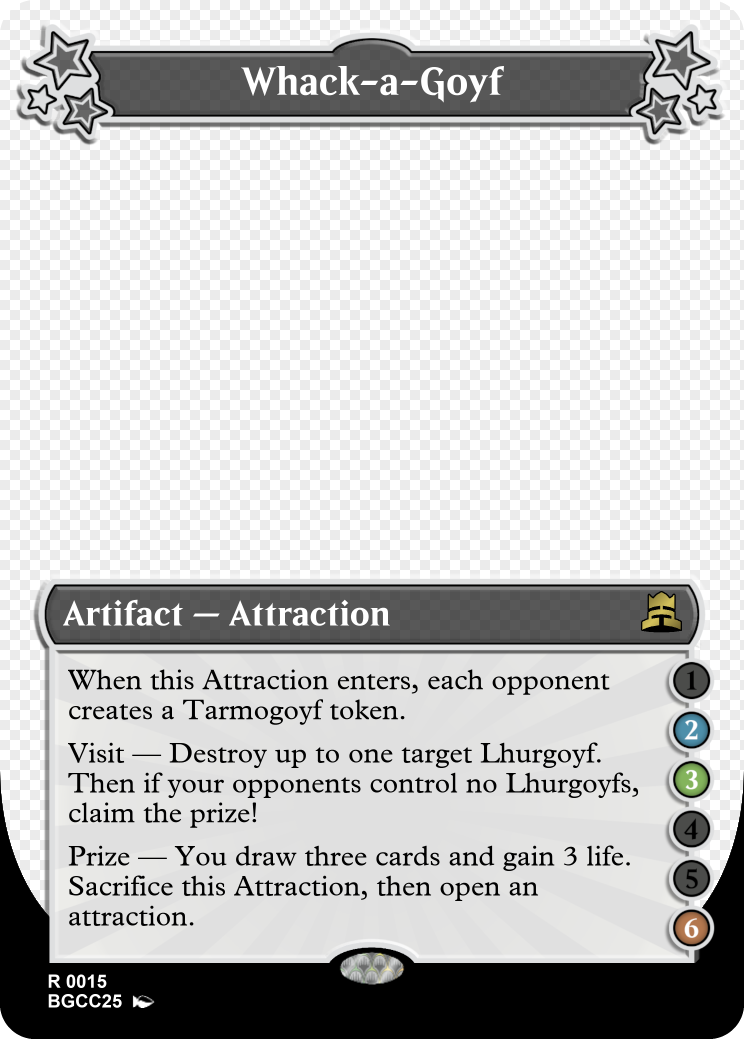 Whack-a-Goyf
Artifact — Attraction
When this Attraction enters, each opponent
creates a Tarmogoyf token.
Visit — Destroy up to one target Lhurgoyf.
Then if your opponents control no Lhurgoyfs,
claim the prize!
Prize — You draw three cards and gain 3 life.
Sacrifice this Attraction, then open an
attraction.
1
2
3
4
5
6
R 0015
BGCC25